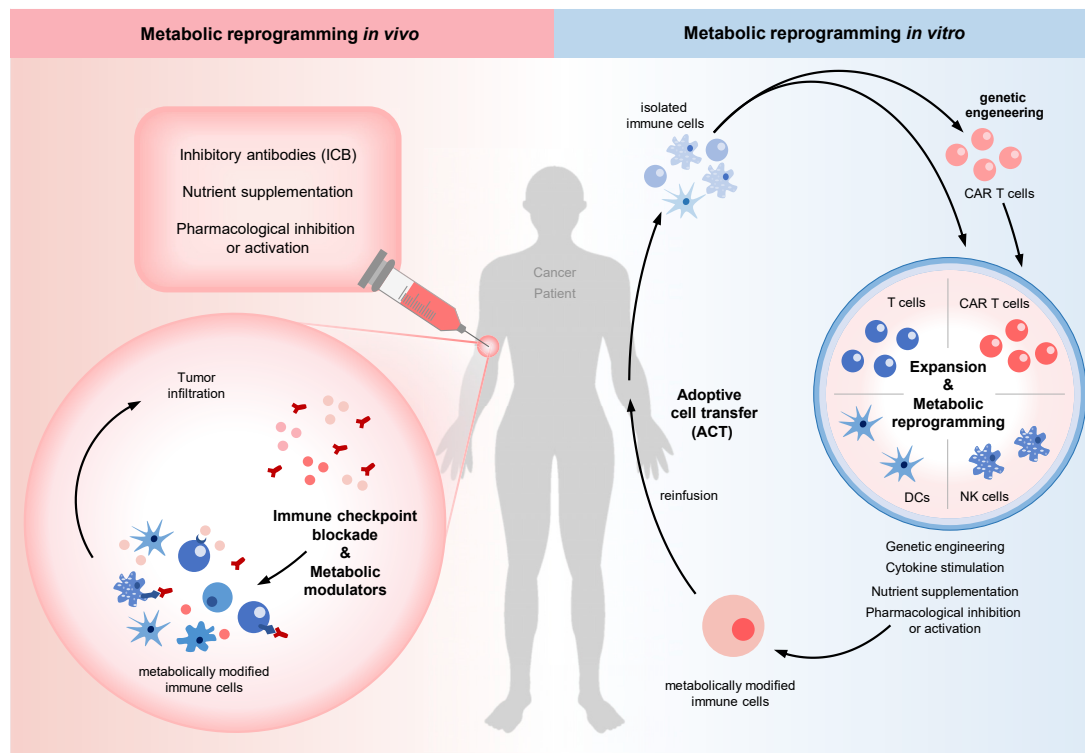 Metabolic reprogramming in vivo
Metabolic reprogramming in vitro
Inhibitory antibodies (ICB)
Nutrient supplementation
Pharmacological inhibition
or activation
Cancer
Patient
Tumor
infiltration
Immune checkpoint
blockade
&
Metabolic
modulators
metabolically modified
immune cells
isolated
immune cells
genetic
engeneering
CAR T cells
T cells
CAR T cells
Expansion
&
Metabolic
reprogramming
DCs
NK cells
Adoptive
cell transfer
(ACT)
reinfusion
Genetic engineering
Cytokine stimulation
Nutrient supplementation
Pharmacological inhibition
or activation
metabolically modified
immune cells